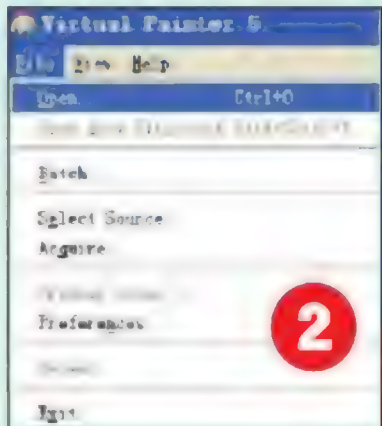 Virtual Painter 5
File View Help
Open... Ctrl+O
Batch
Select Source
Acquire
Preferences
2
Exit